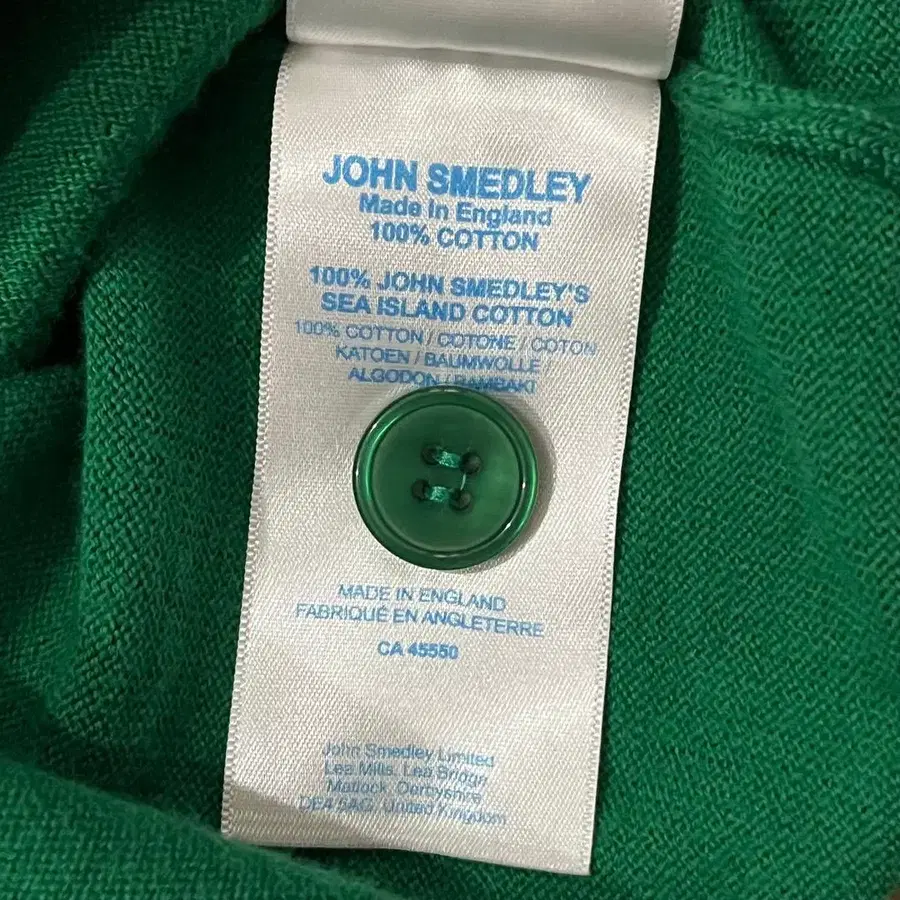 JOHN SMEDLEY
Made In England
100% COTTON
100% JOHN SMEDLEY'S
SEA ISLAND COTTON
100% COTTON / COTONE / COTON
KATOEN / BAUMWOLLE
ALGODON / BAMBAKI
MADE IN ENGLAND
FABRIQUÉ EN ANGLETERRE
CA 45550
John Smedley Limited
Lea Mills, Lea Bridge
Matlock, Derbyshire
DE4 5AG, United Kingdom